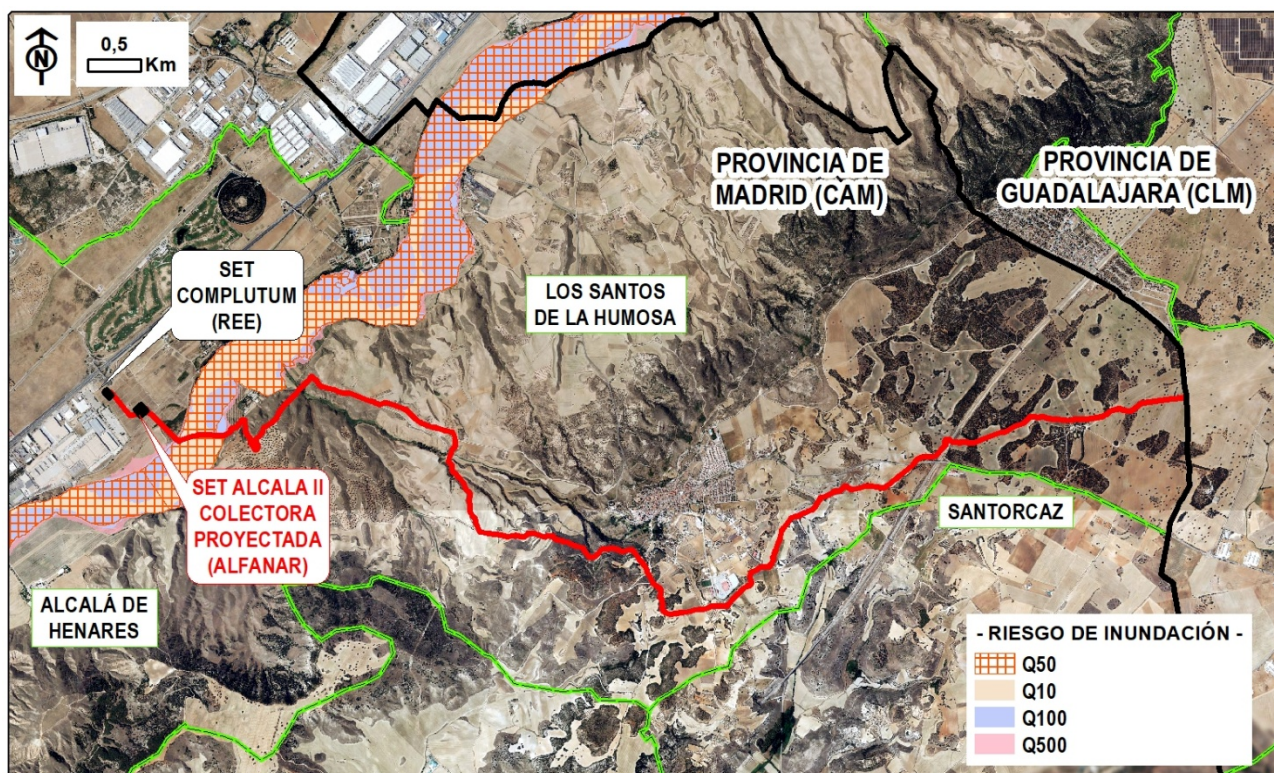 N
0,5
Km
PROVINCIA DE
MADRID (CAM)
PROVINCIA DE
GUADALAJARA (CLM)
SET
COMPLUTUM
(REE)
LOS SANTOS
DE LA HUMOSA
SET ALCALA II
COLECTORA
PROYECTADA
(ALFANAR)
SANTORCAZ
ALCALÁ DE
HENARES
- RIESGO DE INUNDACIÓN -
Q50
Q10
Q100
Q500